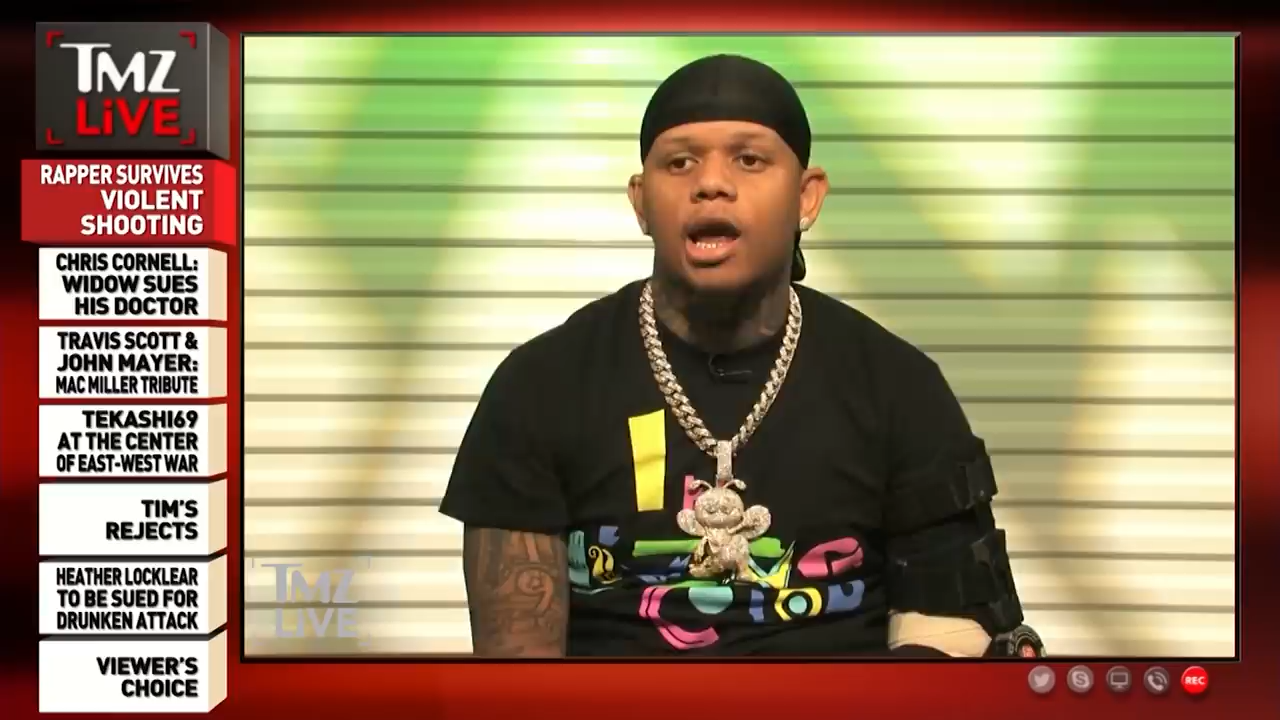 TMZ
LiVE
RAPPER SURVIVES
VIOLENT
SHOOTING
CHRIS CORNELL:
WIDOW SUES
HIS DOCTOR
TRAVIS SCOTT &
JOHN MAYER:
MAC MILLER TRIBUTE
TEKASHI69
AT THE CENTER
OF EAST-WEST WAR
TIM'S
REJECTS
HEATHER LOCKLEAR
TO BE SUED FOR
DRUNKEN ATTACK
VIEWER'S
CHOICE
TMZ
LiVE
REC